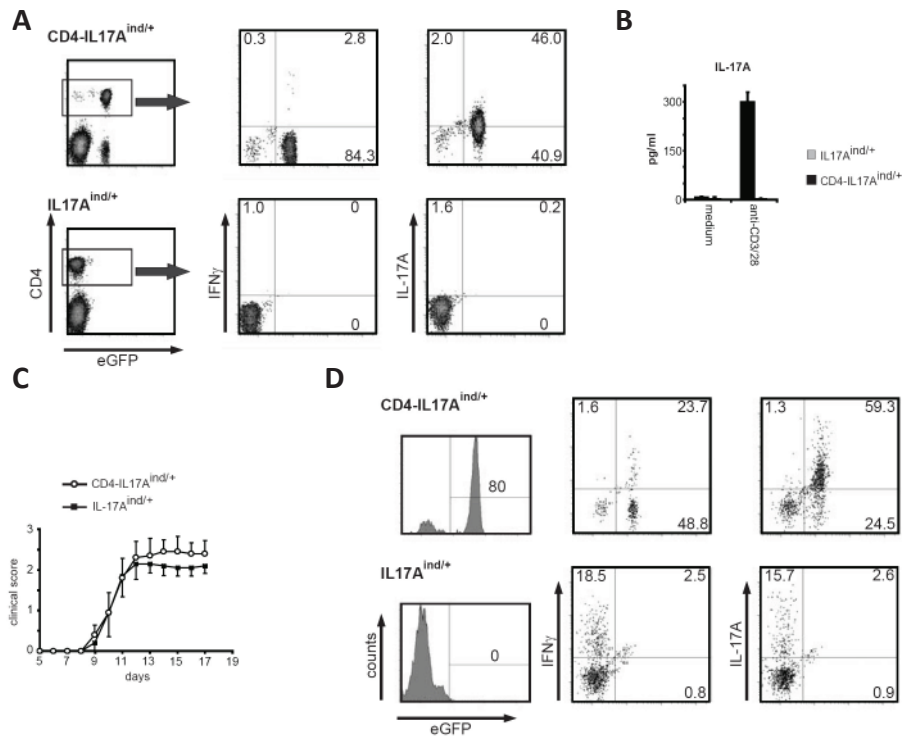 A
CD4-IL17A^ind/+
0.3 2.8
84.3
2.0 46.0
40.9
IL17A^ind/+
CD4
eGFP
1.0 0
0
IFNγ
1.6 0.2
0
IL-17A
B
IL-17A
pg/ml
300
150
0
medium
anti-CD3/28
IL17A^ind/+
CD4-IL17A^ind/+
C
CD4-IL17A^ind/+
IL-17A^ind/+
clinical score
3
2
1
0
5 7 9 11 13 15 17 19
days
D
CD4-IL17A^ind/+
80
1.6 23.7
48.8
1.3 59.3
24.5
IL17A^ind/+
counts
0
eGFP
18.5 2.5
0.8
IFNγ
15.7 2.6
0.9
IL-17A